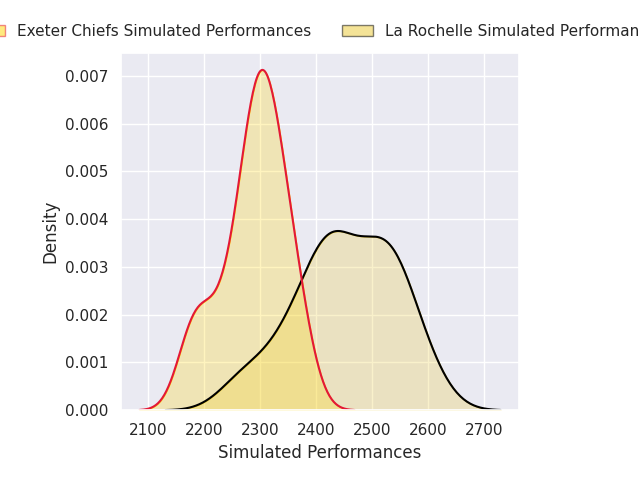 Exeter Chiefs Simulated Performances La Rochelle Simulated Performan
0.007
0.006
0.005
0.004
0.003
0.002
0.001
0.000
Density
2100 2200 2300 2400 2500 2600 2700
Simulated Performances